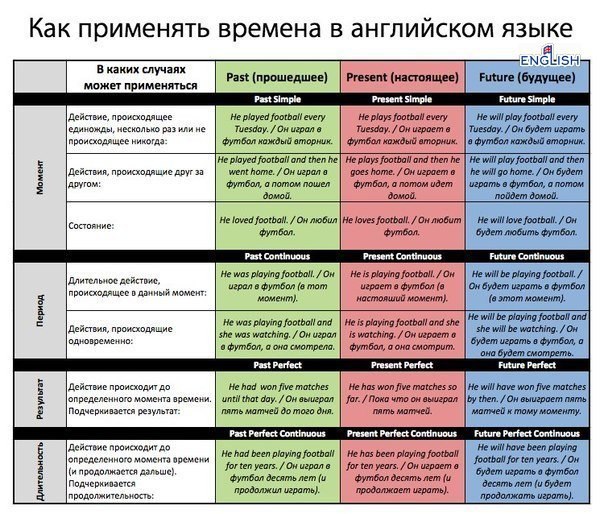 Как применять времена в английском языке
ENGLISH
В каких случаях
может применяться
Past (прошедшее)
Present (настоящее)
Future (будущее)
Past Simple
Present Simple
Future Simple
Момент
Действие, происходящее
единожды, несколько раз или не
происходящее никогда:
He played football every
Tuesday. / Он играл в
футбол каждый вторник.
He plays football every
Tuesday. / Он играет в
футбол каждый вторник.
He will play football every
Tuesday. / Он будет играть
в футбол каждый вторник.
Действия, происходящие друг за
другом:
He played football and then he
went home. / Он играл в
футбол, а потом пошел
домой.
He plays football and then he
goes home. / Он играет в
футбол, а потом идет
домой.
He will play football and then
he will go home. / Он будет
играть в футбол, а потом
пойдет домой.
Состояние:
He loved football. / Он любил
футбол.
He loves football. / Он любит
футбол.
He will love football. / Он
будет любить футбол.
Past Continuous
Present Continuous
Future Continuous
Период
Длительное действие,
происходящее в данный момент:
He was playing football. / Он
играл в футбол (в тот
момент).
He is playing football. / Он
играет в футбол (в
настоящий момент).
He will be playing football. /
Он будет играть в футбол
(в этот момент).
Действия, происходящие
одновременно:
He was playing football and
she was watching. / Он играл
в футбол, а она смотрела.
He is playing football and she
is watching. / Он играет в
футбол, а она смотрит.
He will be playing football and
she will be watching. / Он
будет играть в футбол, а
она будет смотреть.
Past Perfect
Present Perfect
Future Perfect
Результат
Действие происходит до
определенного момента времени.
Подчеркивается результат:
He had won five matches
until that day. / Он выиграл
пять матчей до того дня.
He has won five matches so
far. / Пока что он выиграл
пять матчей.
He will have won five matches
by then. / Он выиграет пять
матчей к тому моменту.
Past Perfect Continuous
Present Perfect Continuous
Future Perfect Continuous
Длительность
Действие происходит до
определенного момента времени
(и продолжается дальше).
Подчеркивается
продолжительность:
He had been playing football
for ten years. / Он играл в
футбол десять лет (и
продолжил играть).
He has been playing football
for ten years. / Он играет в
футбол десять лет (и
продолжает играть).
He will have been playing
football for ten years. / Он
будет играть в футбол
десять лет (и будет
продолжать играть).